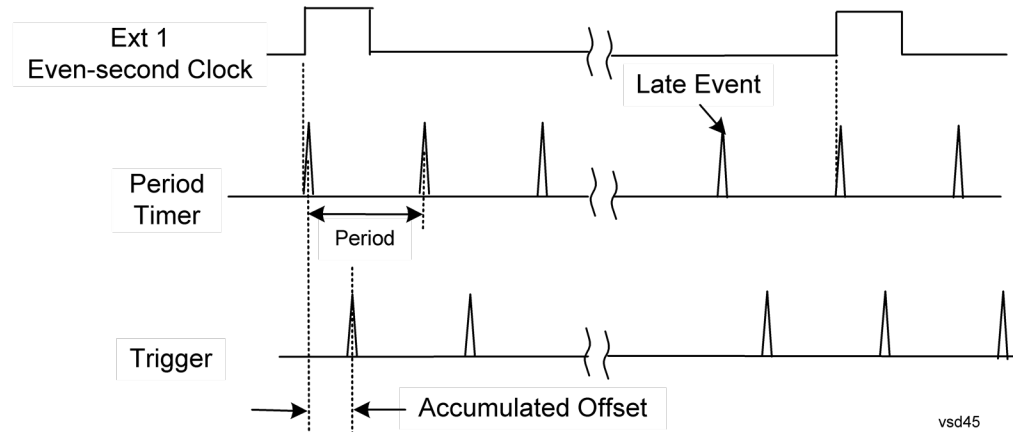 Ext 1
Even-second Clock
Late Event
Period
Timer
Period
Trigger
Accumulated Offset
vsd45